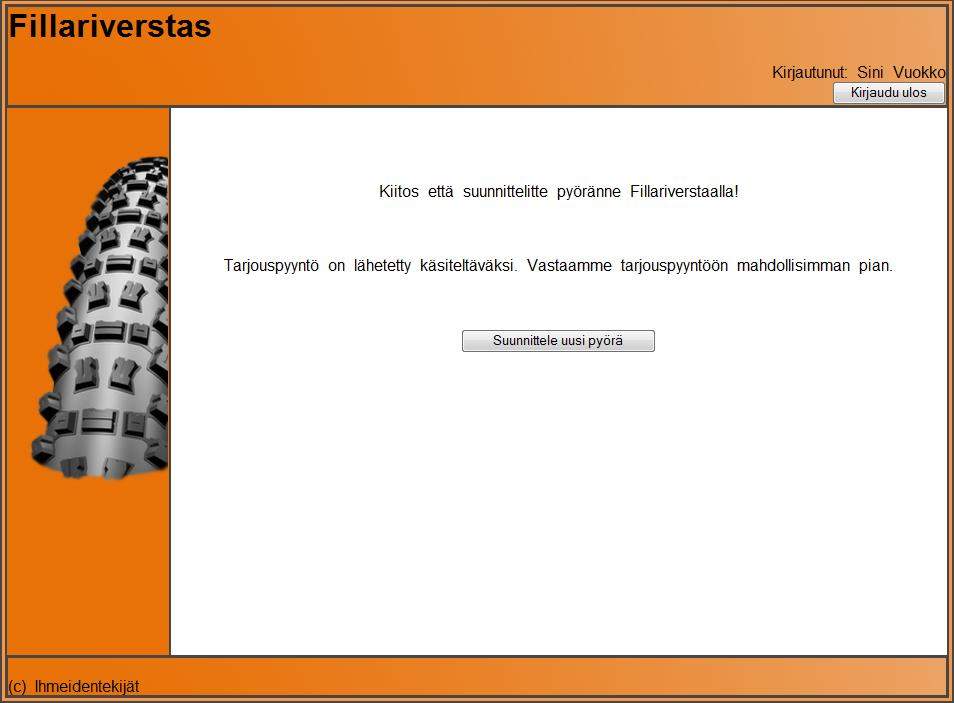 Fillariverstas
Kirjautunut: Sini Vuokko
Kirjaudu ulos
Kiitos että suunnittelitte pyöränne Fillariverstaalla!
Tarjouspyyntö on lähetetty käsiteltäväksi. Vastaamme tarjouspyyntöön mahdollisimman pian.
Suunnittele uusi pyörä
(c) Ihmeidentekijät